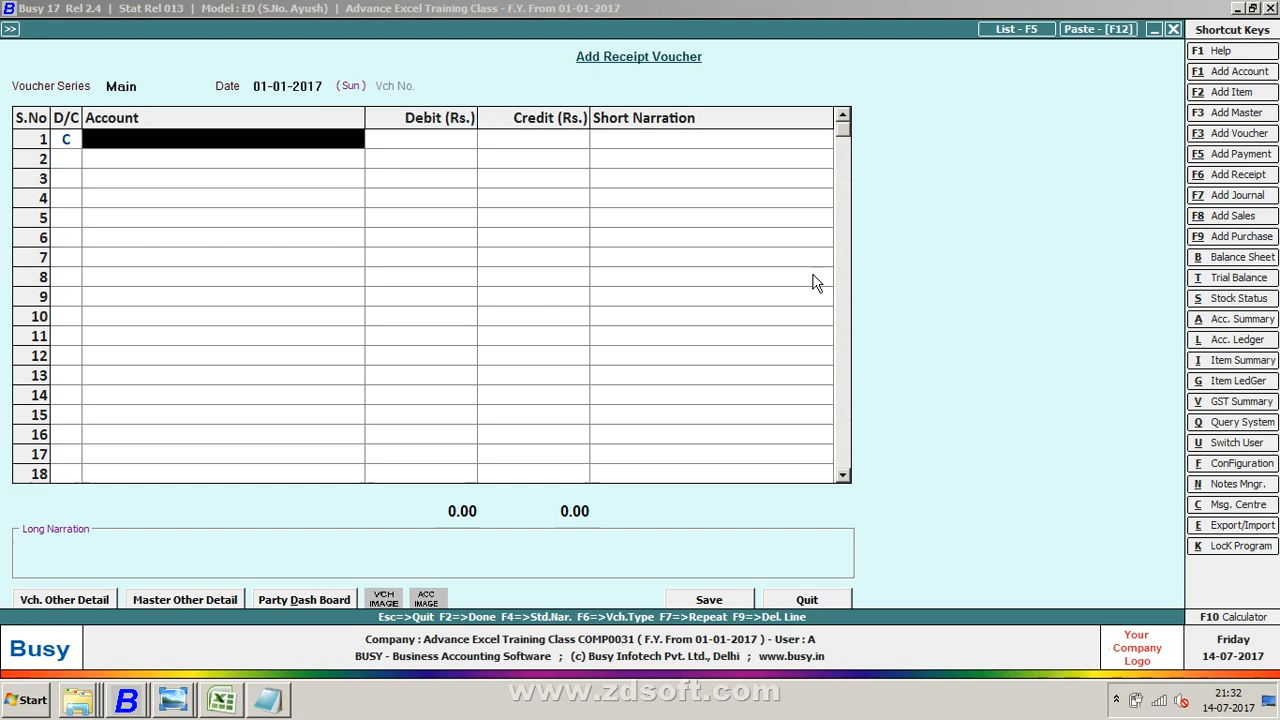 Busy 17  Rel 2.4  |  Stat Rel 013  |  Model : ED (S.No. Ayush)  |  Advance Excel Training Class - F.Y. From 01-01-2017
>>
List - F5
Paste - [F12]
Shortcut Keys
Add Receipt Voucher
Voucher Series  Main  Date  01-01-2017  (Sun)  Vch No.
S.No  D/C  Account  Debit (Rs.)  Credit (Rs.)  Short Narration
1  C
2
3
4
5
6
7
8
9
10
11
12
13
14
15
16
17
18
0.00  0.00
Long Narration
Vch. Other Detail  Master Other Detail  Party Dash Board  VCH IMAGE  ACC IMAGE  Save  Quit
Esc=>Quit  F2=>Done  F4=>Std.Nar.  F6=>Vch.Type  F7=>Repeat  F9=>Del. Line
F1 Help
F1 Add Account
F2 Add Item
F3 Add Master
F3 Add Voucher
F5 Add Payment
F6 Add Receipt
F7 Add Journal
F8 Add Sales
F9 Add Purchase
B Balance Sheet
T Trial Balance
S Stock Status
A Acc. Summary
L Acc. Ledger
I Item Summary
G Item LedGer
V GST Summary
Q Query System
U Switch User
F ConFiguration
N Notes Mngr.
C Msg. Centre
E Export/Import
K LocK Program
F10 Calculator
Busy
Company : Advance Excel Training Class COMP0031 ( F.Y. From 01-01-2017 ) - User : A
BUSY - Business Accounting Software  ;  (c) Busy Infotech Pvt. Ltd., Delhi  ;  www.busy.in
Your
Company
Logo
Friday
14-07-2017
Start
B
www.zdsoft.com
21:32
14-07-2017